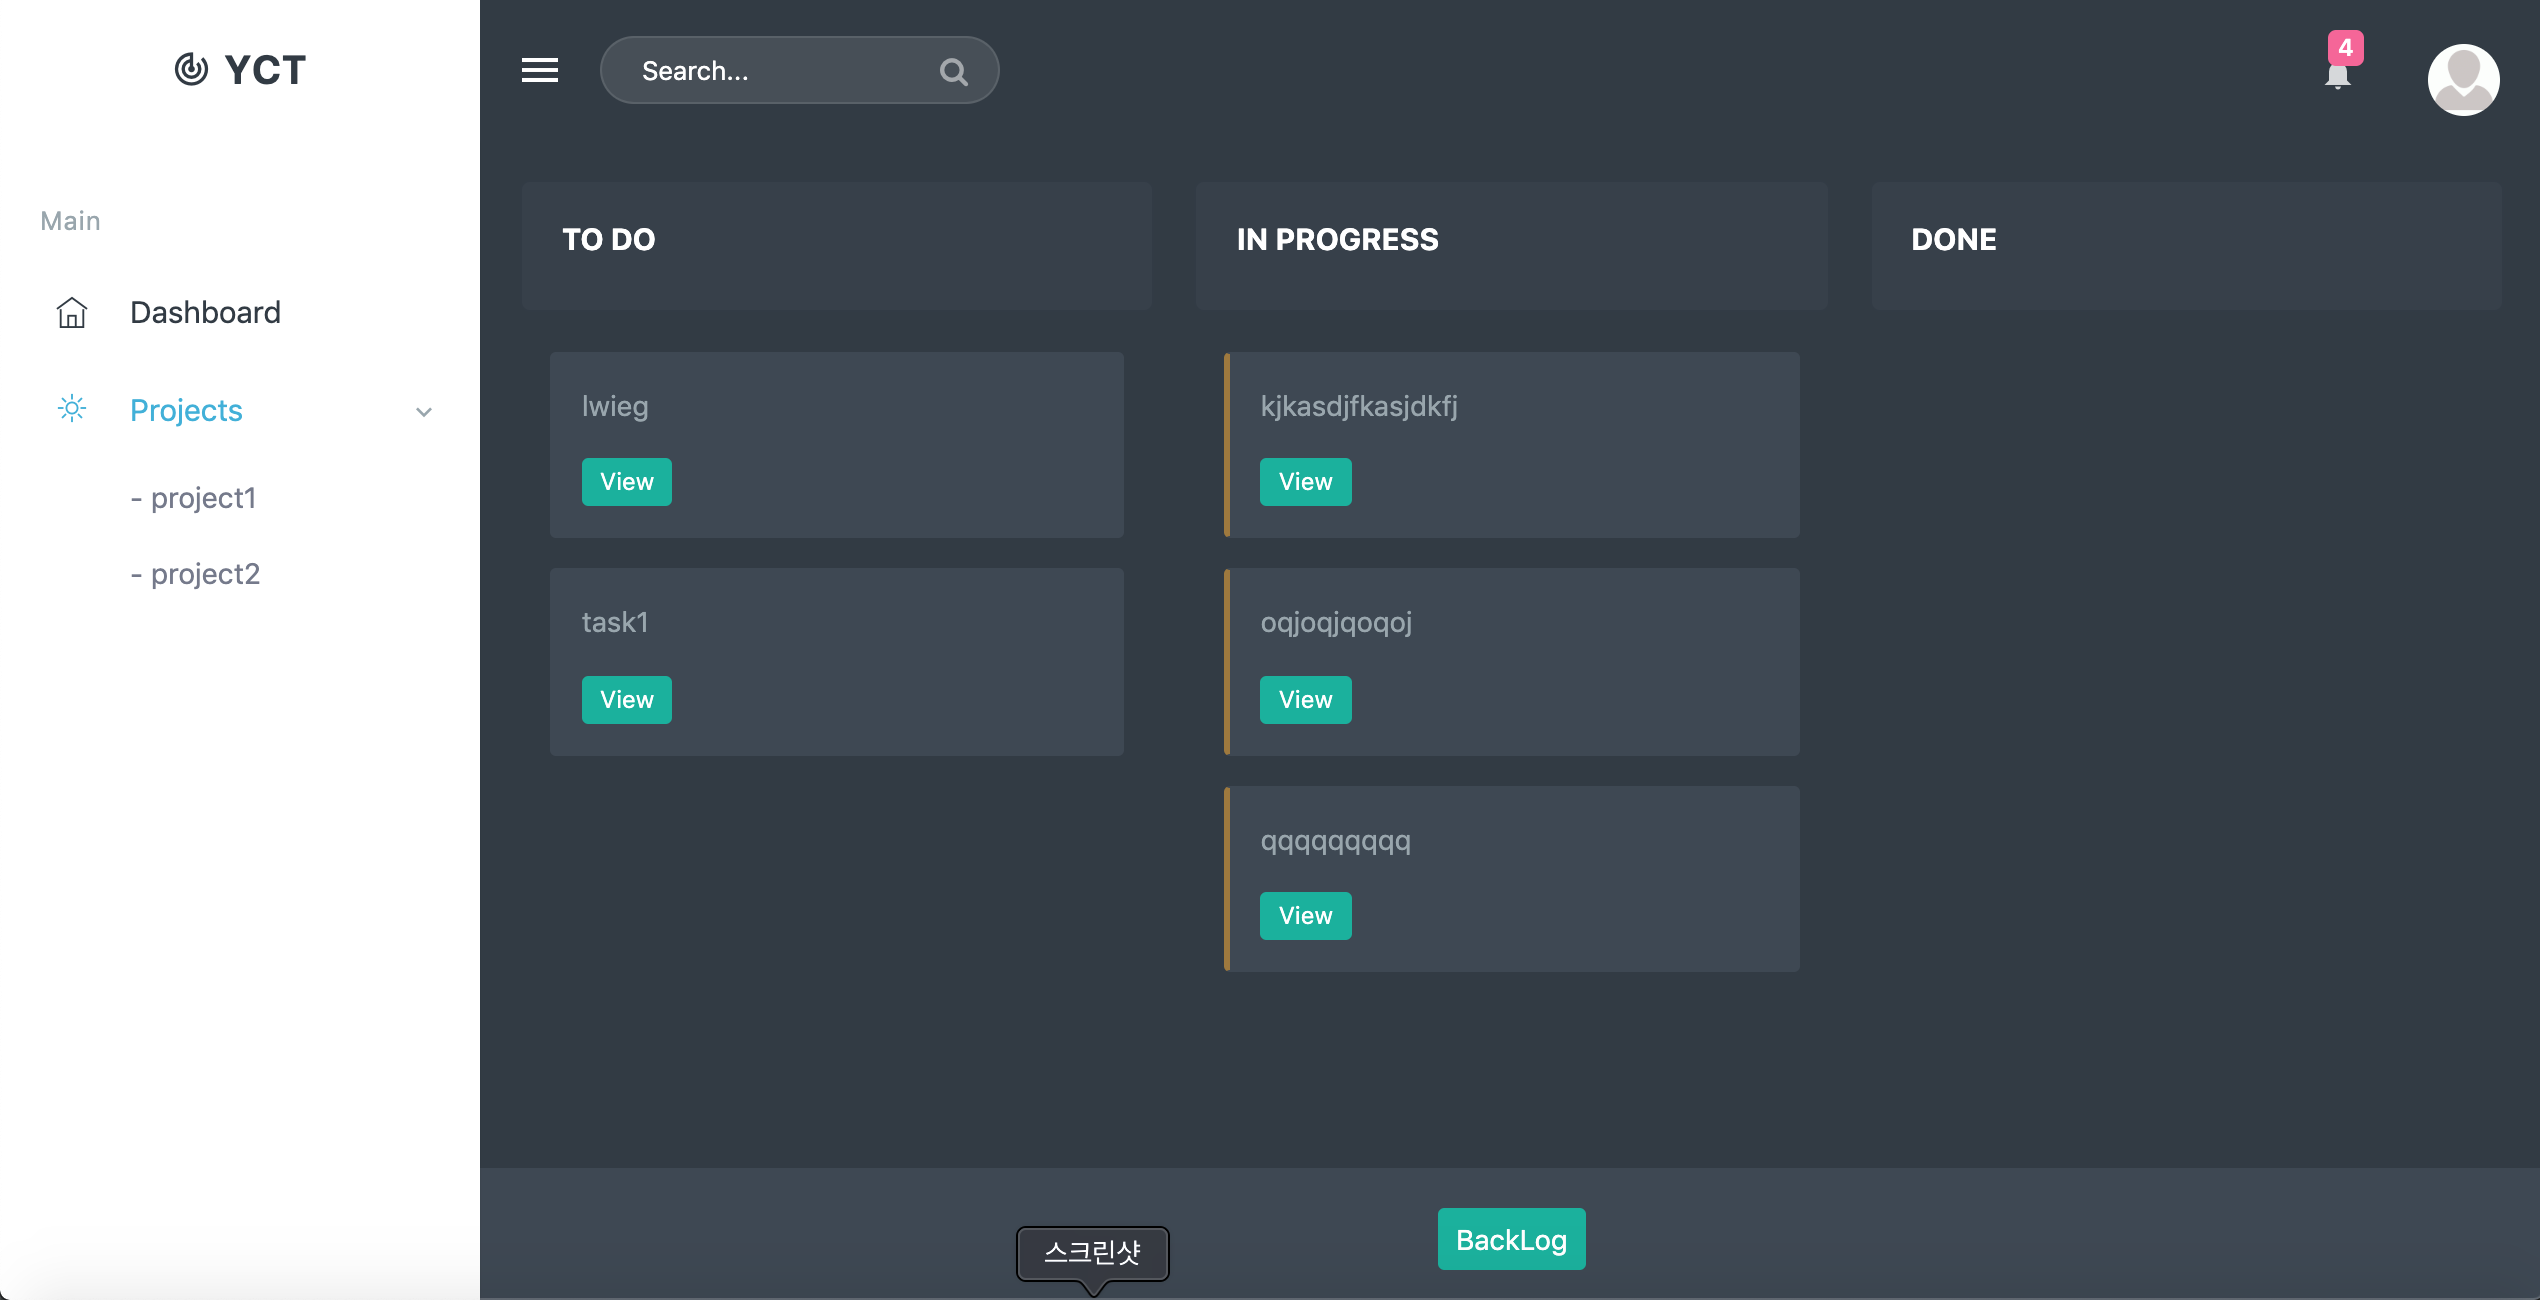 YCT
Search...
4
Main
Dashboard
Projects
- project1
- project2
TO DO
lwieg
View
task1
View
IN PROGRESS
kjkasdjfkasjdkfj
View
oqjoqjqoqoj
View
qqqqqqqqq
View
DONE
BackLog
스크린샷